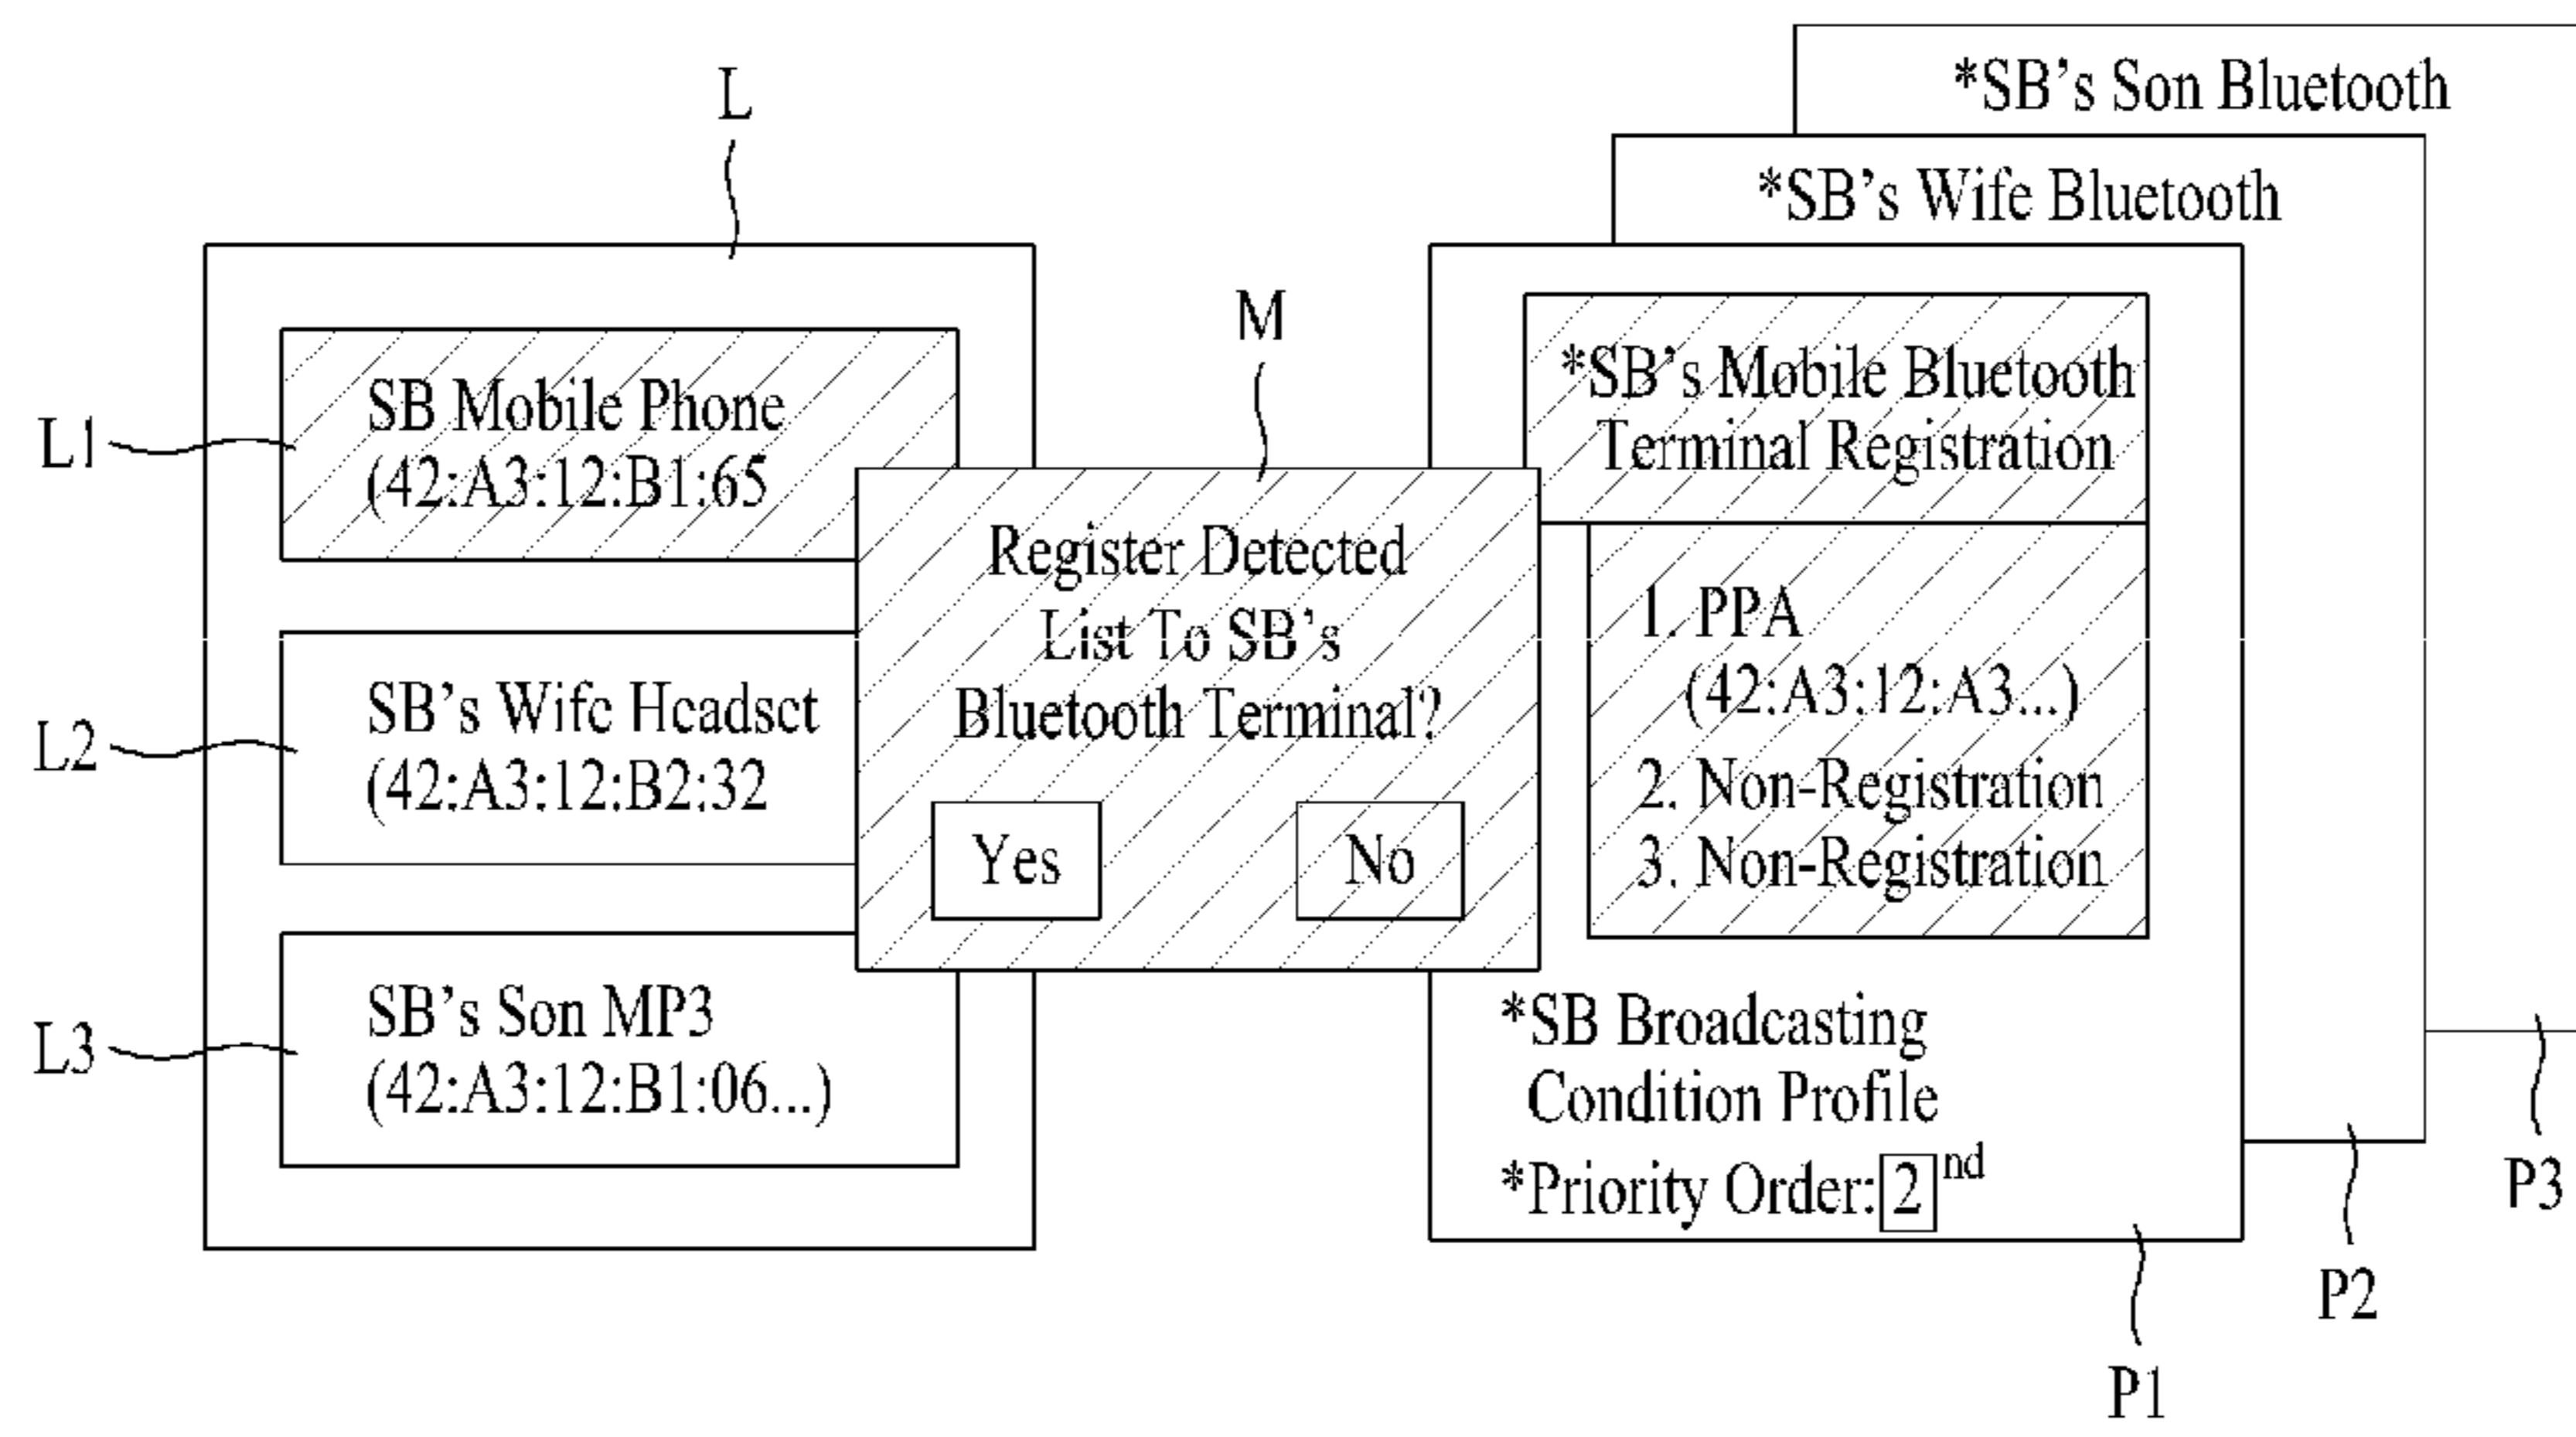 L
L1
SB Mobile Phone
(42:A3:12:B1:65
L2
SB's Wife Headset
(42:A3:12:B2:32
L3
SB's Son MP3
(42:A3:12:B1:06...)
M
Register Detected
List To SB's
Bluetooth Terminal?
Yes
No
*SB's Son Bluetooth
*SB's Wife Bluetooth
*SB's Mobile Bluetooth
Terminal Registration
1. PPA
(42:A3:12:A3...)
2. Non-Registration
3. Non-Registration
*SB Broadcasting
Condition Profile
*Priority Order: 2nd
P3
P2
P1